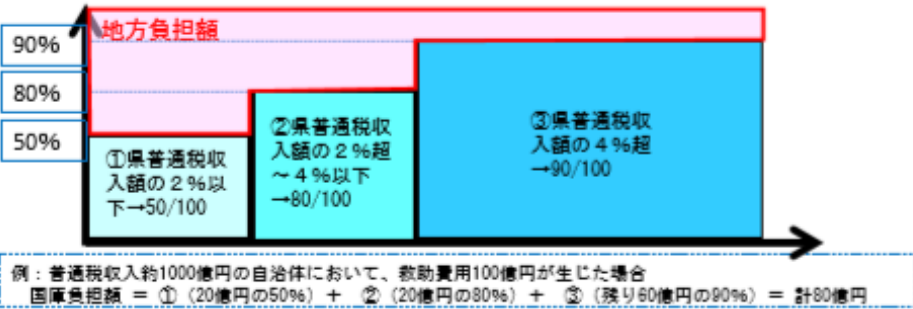 地方負担額
90%
80%
50%
①県普通税収
入額の2%以
下→50/100
②県普通税収
入額の2%超
~4%以下
→80/100
③県普通税収
入額の4%超
→90/100
例:普通税収入約1000億円の自治体において、救助費用100億円が生じた場合
国庫負担額 = ①(20億円の50%)+ ②(20億円の80%)+ ③(残り60億円の90%)= 計80億円